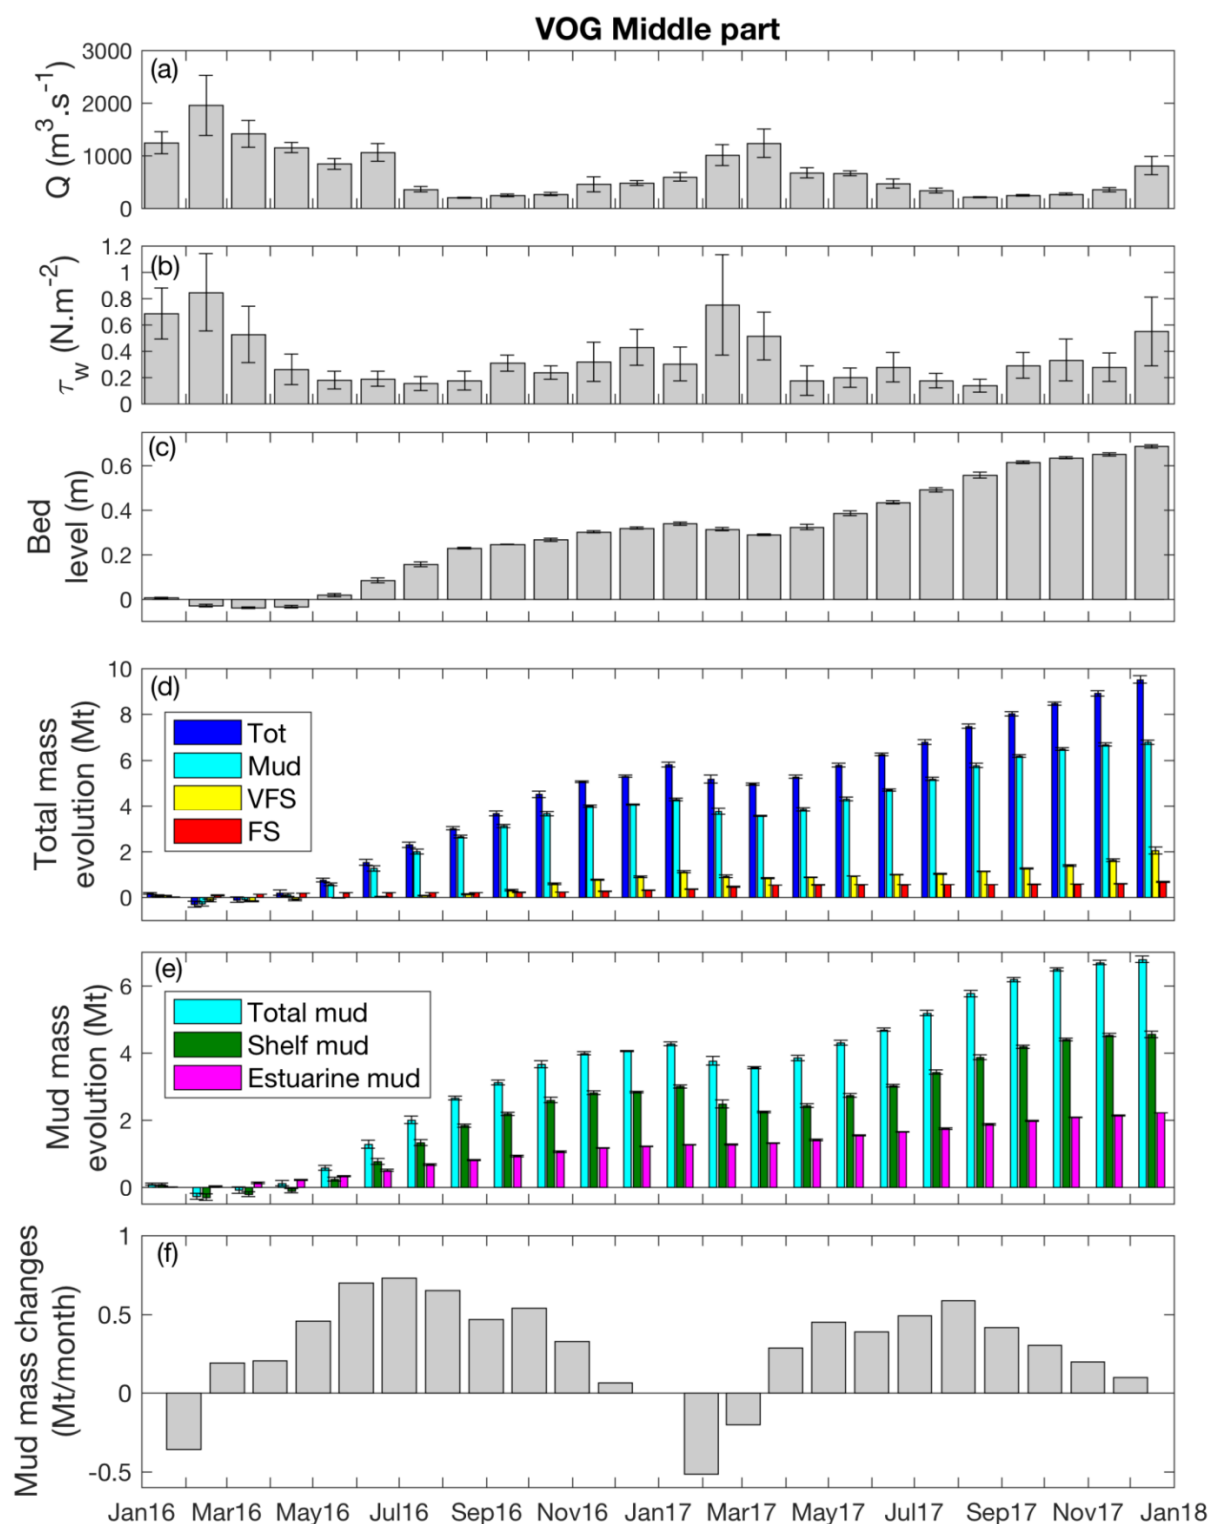 VOG Middle part
(a)
Q (m³.s⁻¹)
3000
2000
1000
0
(b)
τw (N.m⁻²)
1.2
1
0.8
0.6
0.4
0.2
0
(c)
Bed
level (m)
0.6
0.4
0.2
0
(d)
Total mass
evolution (Mt)
10
8
6
4
2
0
Tot
Mud
VFS
FS
(e)
Mud mass
evolution (Mt)
6
4
2
0
Total mud
Shelf mud
Estuarine mud
(f)
Mud mass changes
(Mt/month)
1
0.5
0
-0.5
Jan16 Mar16 May16 Jul16 Sep16 Nov16 Jan17 Mar17 May17 Jul17 Sep17 Nov17 Jan18